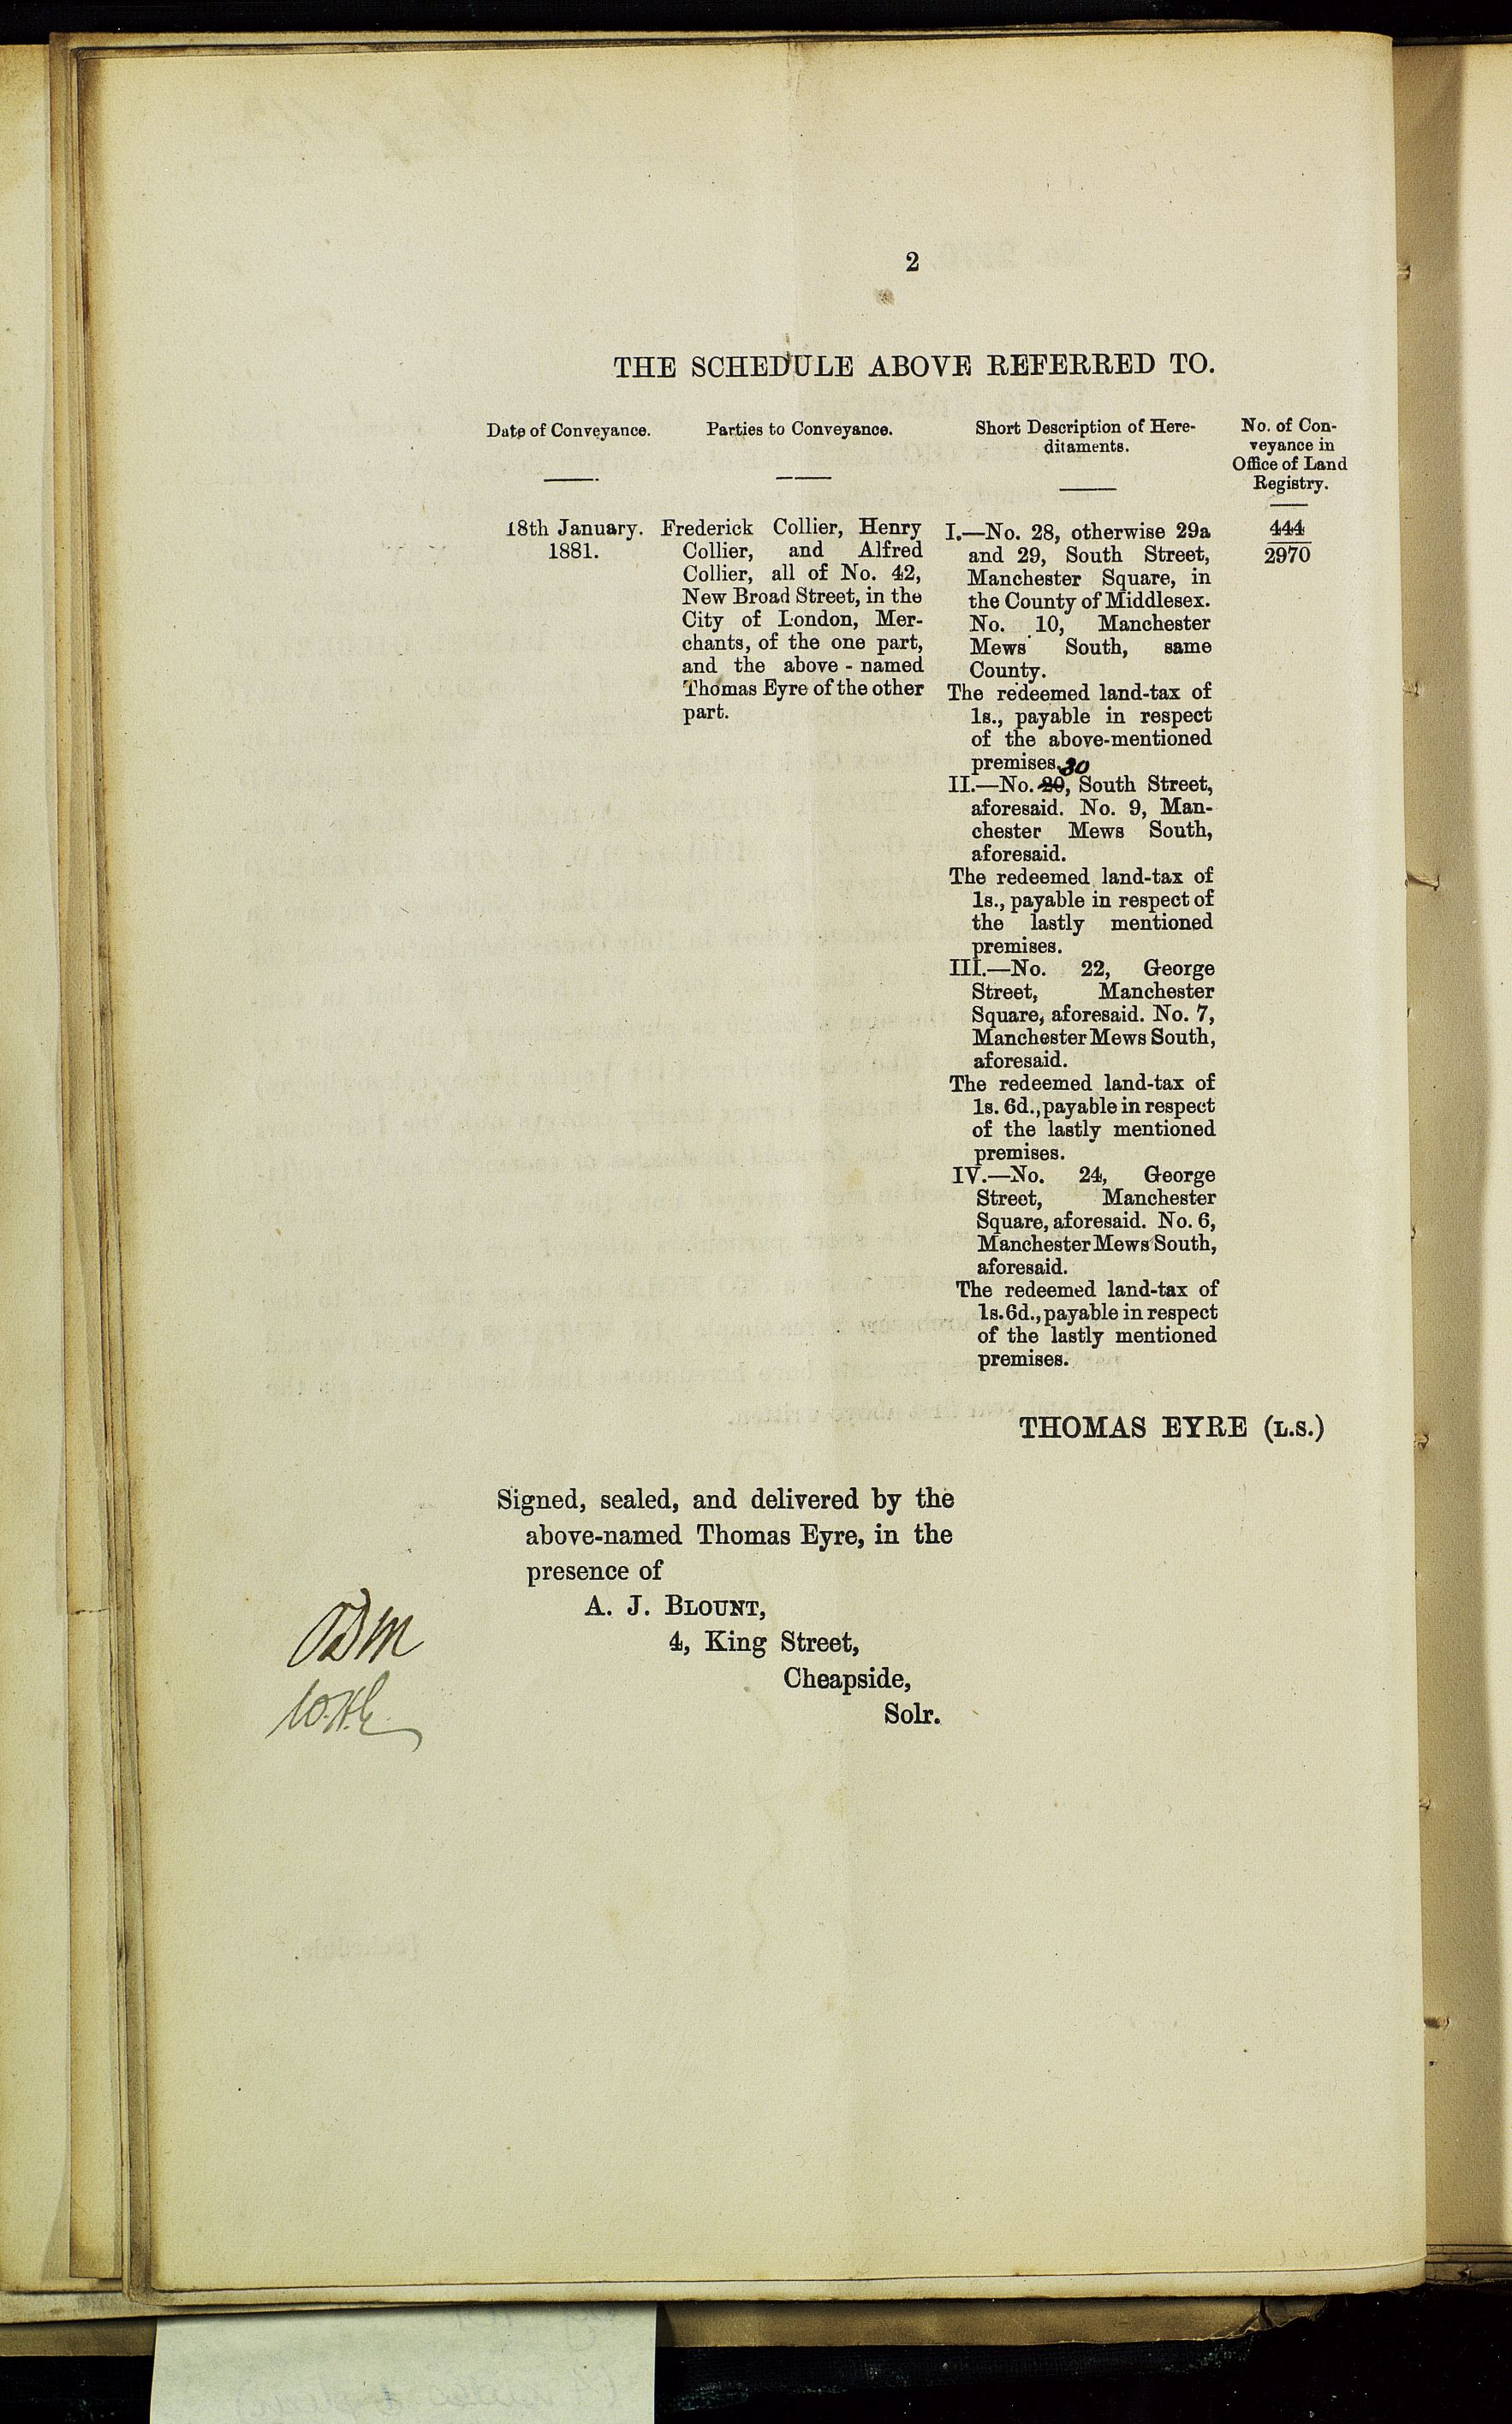 2
THE SCHEDULE ABOVE REFERRED TO.
Date of Conveyance.
Parties to Conveyance.
Short Description of Here-
ditaments.
No. of Con-
veyance in
Office of Land
Registry.
18th January.
1881.
Frederick Collier, Henry
Collier, and Alfred
Collier, all of No. 42,
New Broad Street, in the
City of London, Mer-
chants, of the one part,
and the above-named
Thomas Eyre of the other
part.
I.—No. 28, otherwise 29a
and 29, South Street,
Manchester Square, in
the County of Middlesex.
No. 10, Manchester
Mews South, same
County.
The redeemed land-tax of
1s., payable in respect
of the above-mentioned
premises. 30
II.—No. 20, South Street,
aforesaid. No. 9, Man-
chester Mews South,
aforesaid.
The redeemed land-tax of
1s., payable in respect of
the lastly mentioned
premises.
III.—No. 22, George
Street, Manchester
Square, aforesaid. No. 7,
Manchester Mews South,
aforesaid.
The redeemed land-tax of
1s. 6d., payable in respect
of the lastly mentioned
premises.
IV.—No. 24, George
Street, Manchester
Square, aforesaid. No. 6,
Manchester Mews South,
aforesaid.
The redeemed land-tax of
1s. 6d., payable in respect
of the lastly mentioned
premises.
444
2970
THOMAS EYRE (L.S.)
Signed, sealed, and delivered by the
above-named Thomas Eyre, in the
presence of
A. J. BLOUNT,
4, King Street,
Cheapside,
Solr.